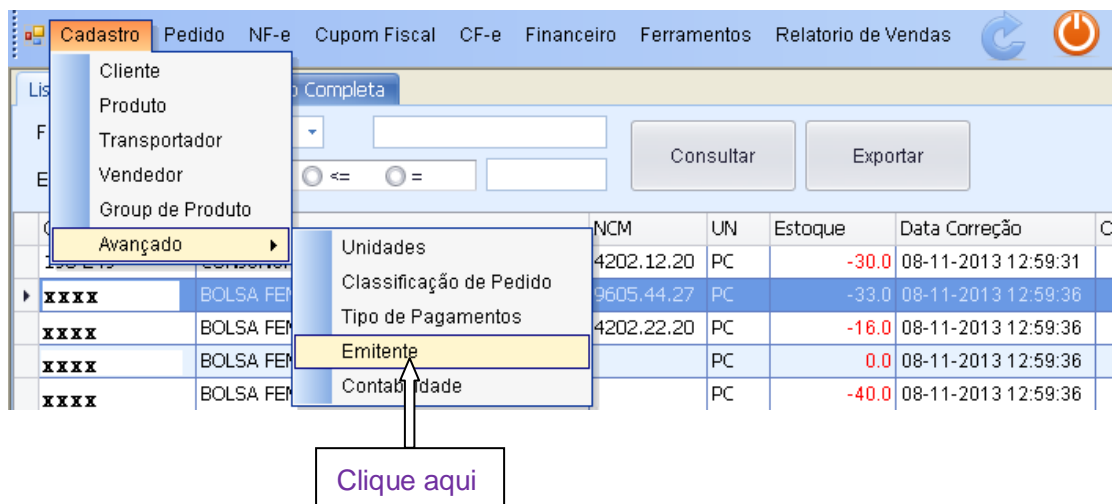 Cadastro Pedido NF-e Cupom Fiscal CF-e Financeiro Ferramentos Relatorio de Vendas
Cliente
Produto
Transportador
Vendedor
Group de Produto
Avançado
Completa
<= =
Consultar Exportar
NCM UN Estoque Data Correção
Unidades
Classificação de Pedido
Tipo de Pagamentos
Emitente
4202.12.20 PC -30.0 08-11-2013 12:59:31
xxxx BOLSA 9605.44.27 PC -33.0 08-11-2013 12:59:36
xxxx BOLSA 4202.22.20 PC -16.0 08-11-2013 12:59:36
xxxx BOLSA PC 0.0 08-11-2013 12:59:36
xxxx BOLSA PC -40.0 08-11-2013 12:59:36
Clique aqui